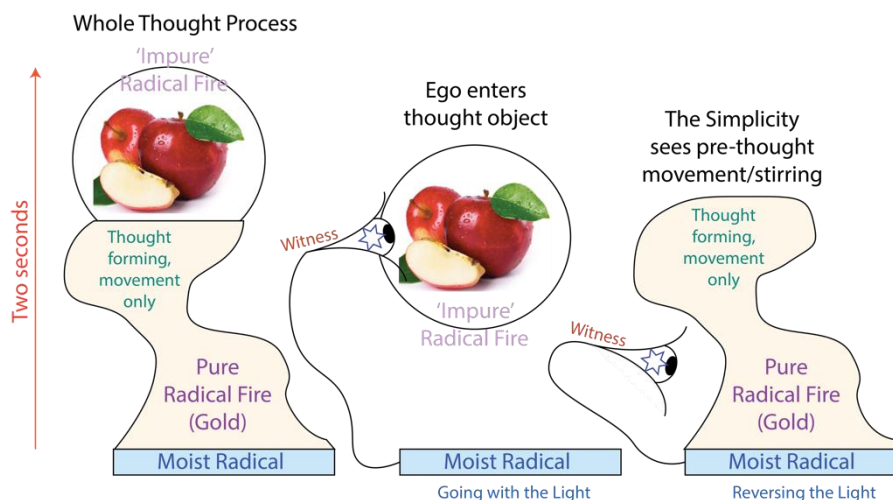 Whole Thought Process
'Impure'
Radical Fire
Two seconds
Thought
forming,
movement
only
Pure
Radical Fire
(Gold)
Moist Radical
Ego enters
thought object
Witness
'Impure'
Radical Fire
Moist Radical
Going with the Light
The Simplicity
sees pre-thought
movement/stirring
Thought
forming,
movement only
Witness
Pure
Radical Fire
(Gold)
Moist Radical
Reversing the Light